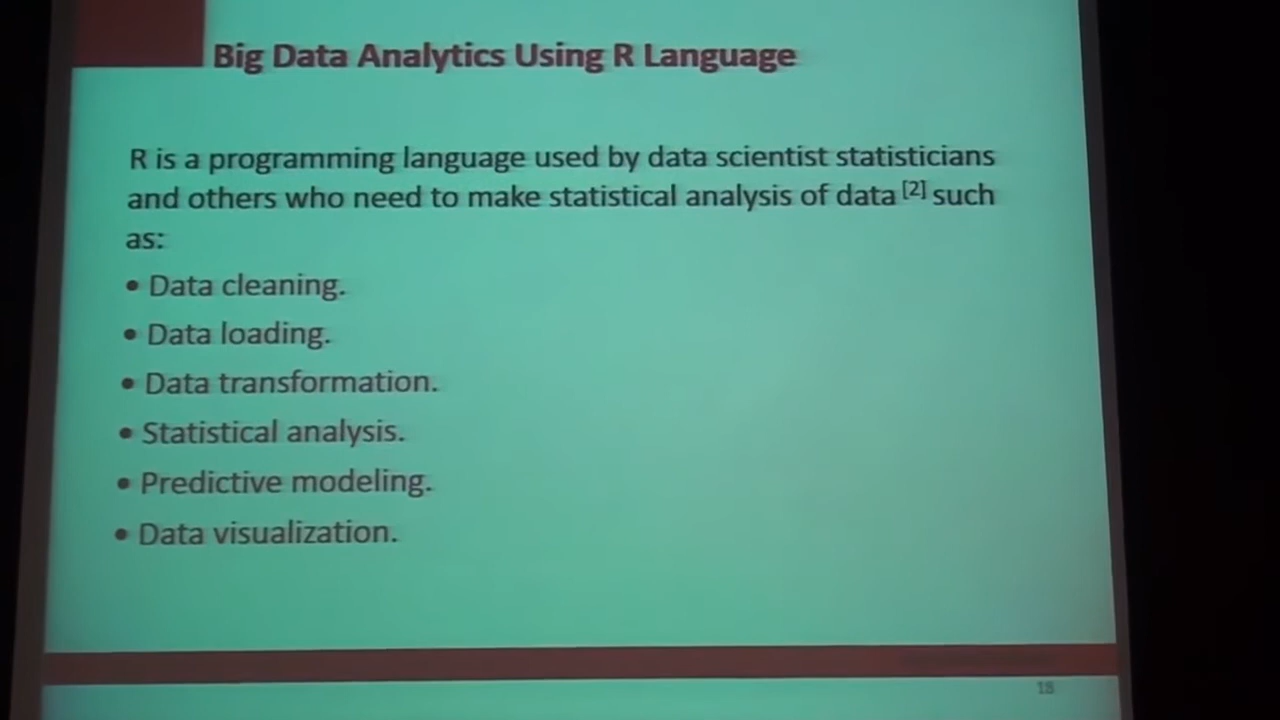 Big Data Analytics Using R Language
R is a programming language used by data scientist statisticians
and others who need to make statistical analysis of data [2] such
as:
• Data cleaning.
• Data loading.
• Data transformation.
• Statistical analysis.
• Predictive modeling.
• Data visualization.
18